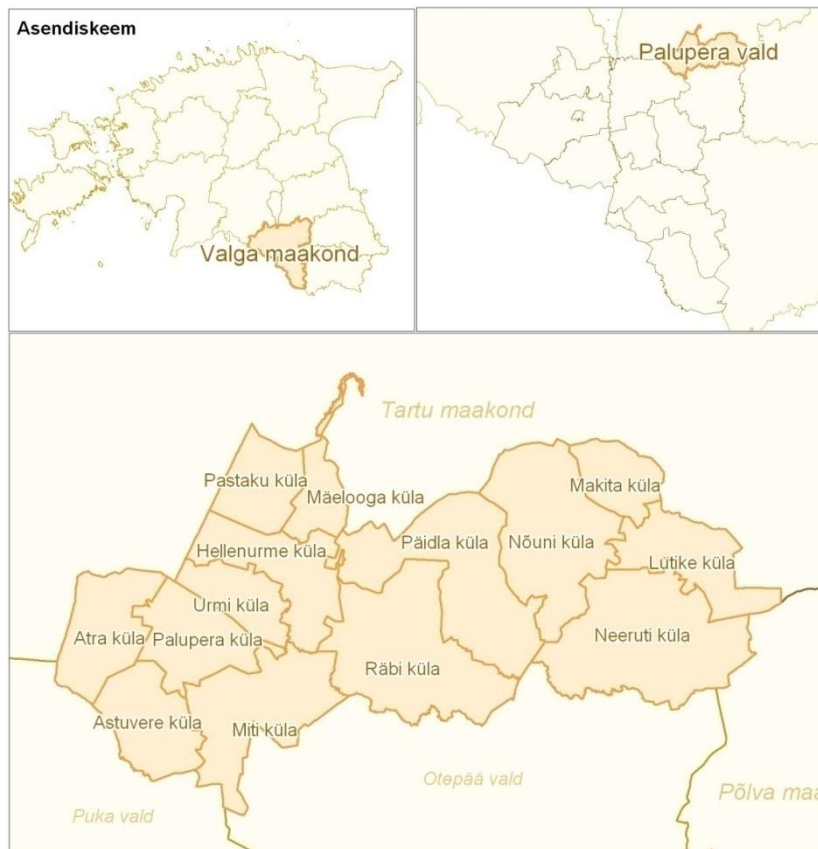 Asendiskeem
Valga maakond
Palupera vald
Tartu maakond
Pastaku küla
Mäelooga küla
Makita küla
Hellenurme küla
Päidla küla
Nõuni küla
Lutike küla
Urmi küla
Atra küla
Palupera küla
Neeruti küla
Räbi küla
Astuvere küla
Miti küla
Otepää vald
Põlva maa
Puka vald